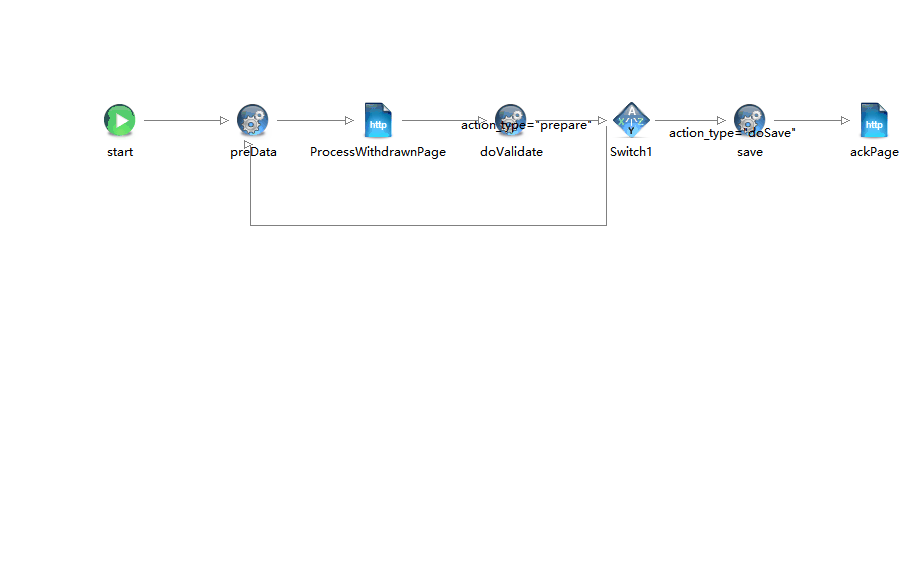 http
A
X Z
Y
http
action_type="prepare"
action_type="doSave"
start
preData
ProcessWithdrawnPage
doValidate
Switch1
save
ackPage